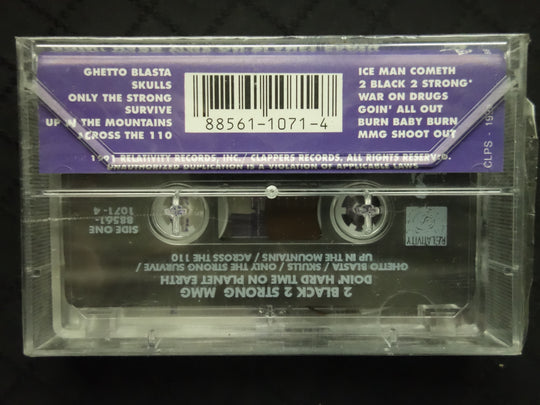 GHETTO BLASTA
SKULLS
ONLY THE STRONG
SURVIVE
UP IN THE MOUNTAINS
ACROSS THE 110
88561-1071-4
ICE MAN COMETH
2 BLACK 2 STRONG*
WAR ON DRUGS
GOIN' ALL OUT
BURN BABY BURN
MMG SHOOT OUT
1991 RELATIVITY RECORDS, INC./ CLAPPERS RECORDS. ALL RIGHTS RESERVED.
UNAUTHORIZED DUPLICATION IS A VIOLATION OF APPLICABLE LAWS
CLPS
2 BLACK 2 STRONG MMG
DOIN' HARD TIME ON PLANET EARTH
GHETTO BLASTA / SKULLS / ONLY THE STRONG SURVIVE /
UP IN THE MOUNTAINS / ACROSS THE 110
RELATIVITY
SIDE ONE
88561-
1071-4